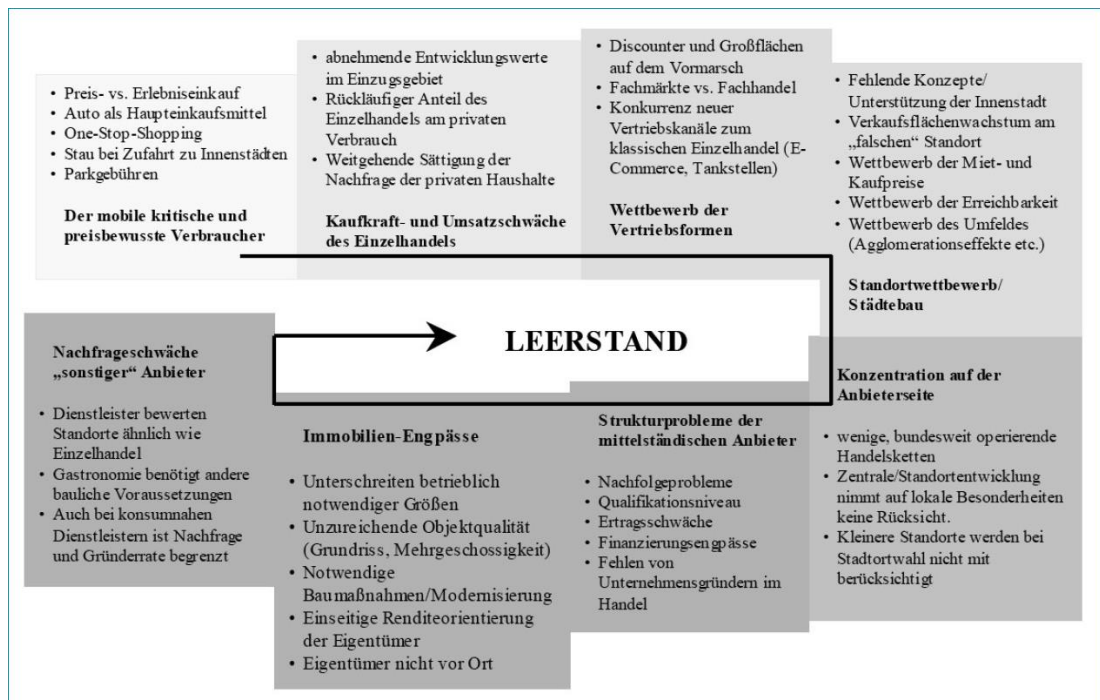 • Preis- vs. Erlebniseinkauf
• Auto als Haupteinkaufsmittel
• One-Stop-Shopping
• Stau bei Zufahrt zu Innenstädten
• Parkgebühren
Der mobile kritische und
preisbewusste Verbraucher
• abnehmende Entwicklungswerte
im Einzugsgebiet
• Rückläufiger Anteil des
Einzelhandels am privaten
Verbrauch
• Weitgehende Sättigung der
Nachfrage der privaten Haushalte
Kaufkraft- und Umsatzschwäche
des Einzelhandels
• Discounter und Großflächen
auf dem Vormarsch
• Fachmärkte vs. Fachhandel
• Konkurrenz neuer
Vertriebskanäle zum
klassischen Einzelhandel (E-
Commerce, Tankstellen)
Wettbewerb der
Vertriebsformen
• Fehlende Konzepte/
Unterstützung der Innenstadt
• Verkaufsflächenwachstum am
„falschen" Standort
• Wettbewerb der Miet- und
Kaufpreise
• Wettbewerb der Erreichbarkeit
• Wettbewerb des Umfeldes
(Agglomerationseffekte etc.)
Standortwettbewerb/
Städtebau
LEERSTAND
Nachfrageschwäche
„sonstiger" Anbieter
• Dienstleister bewerten
Standorte ähnlich wie
Einzelhandel
• Gastronomie benötigt andere
bauliche Voraussetzungen
• Auch bei konsumnahen
Dienstleistern ist Nachfrage
und Gründerrate begrenzt
Immobilien-Engpässe
• Unterschreiten betrieblich
notwendiger Größen
• Unzureichende Objektqualität
(Grundriss, Mehrgeschossigkeit)
• Notwendige
Baumaßnahmen/Modernisierung
• Einseitige Renditeorientierung
der Eigentümer
• Eigentümer nicht vor Ort
Strukturprobleme der
mittelständischen Anbieter
• Nachfolgeprobleme
• Qualifikationsniveau
• Ertragsschwäche
• Finanzierungsengpässe
• Fehlen von
Unternehmensgründern im
Handel
Konzentration auf der
Anbieterseite
• wenige, bundesweit operierende
Handelsketten
• Zentrale/Standortentwicklung
nimmt auf lokale Besonderheiten
keine Rücksicht.
• Kleinere Standorte werden bei
Stadtortwahl nicht mit
berücksichtigt